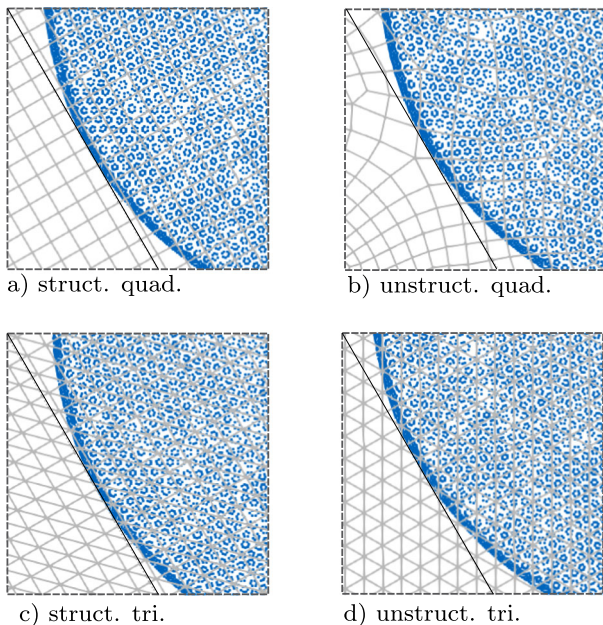 a) struct. quad.
b) unstruct. quad.
c) struct. tri.
d) unstruct. tri.